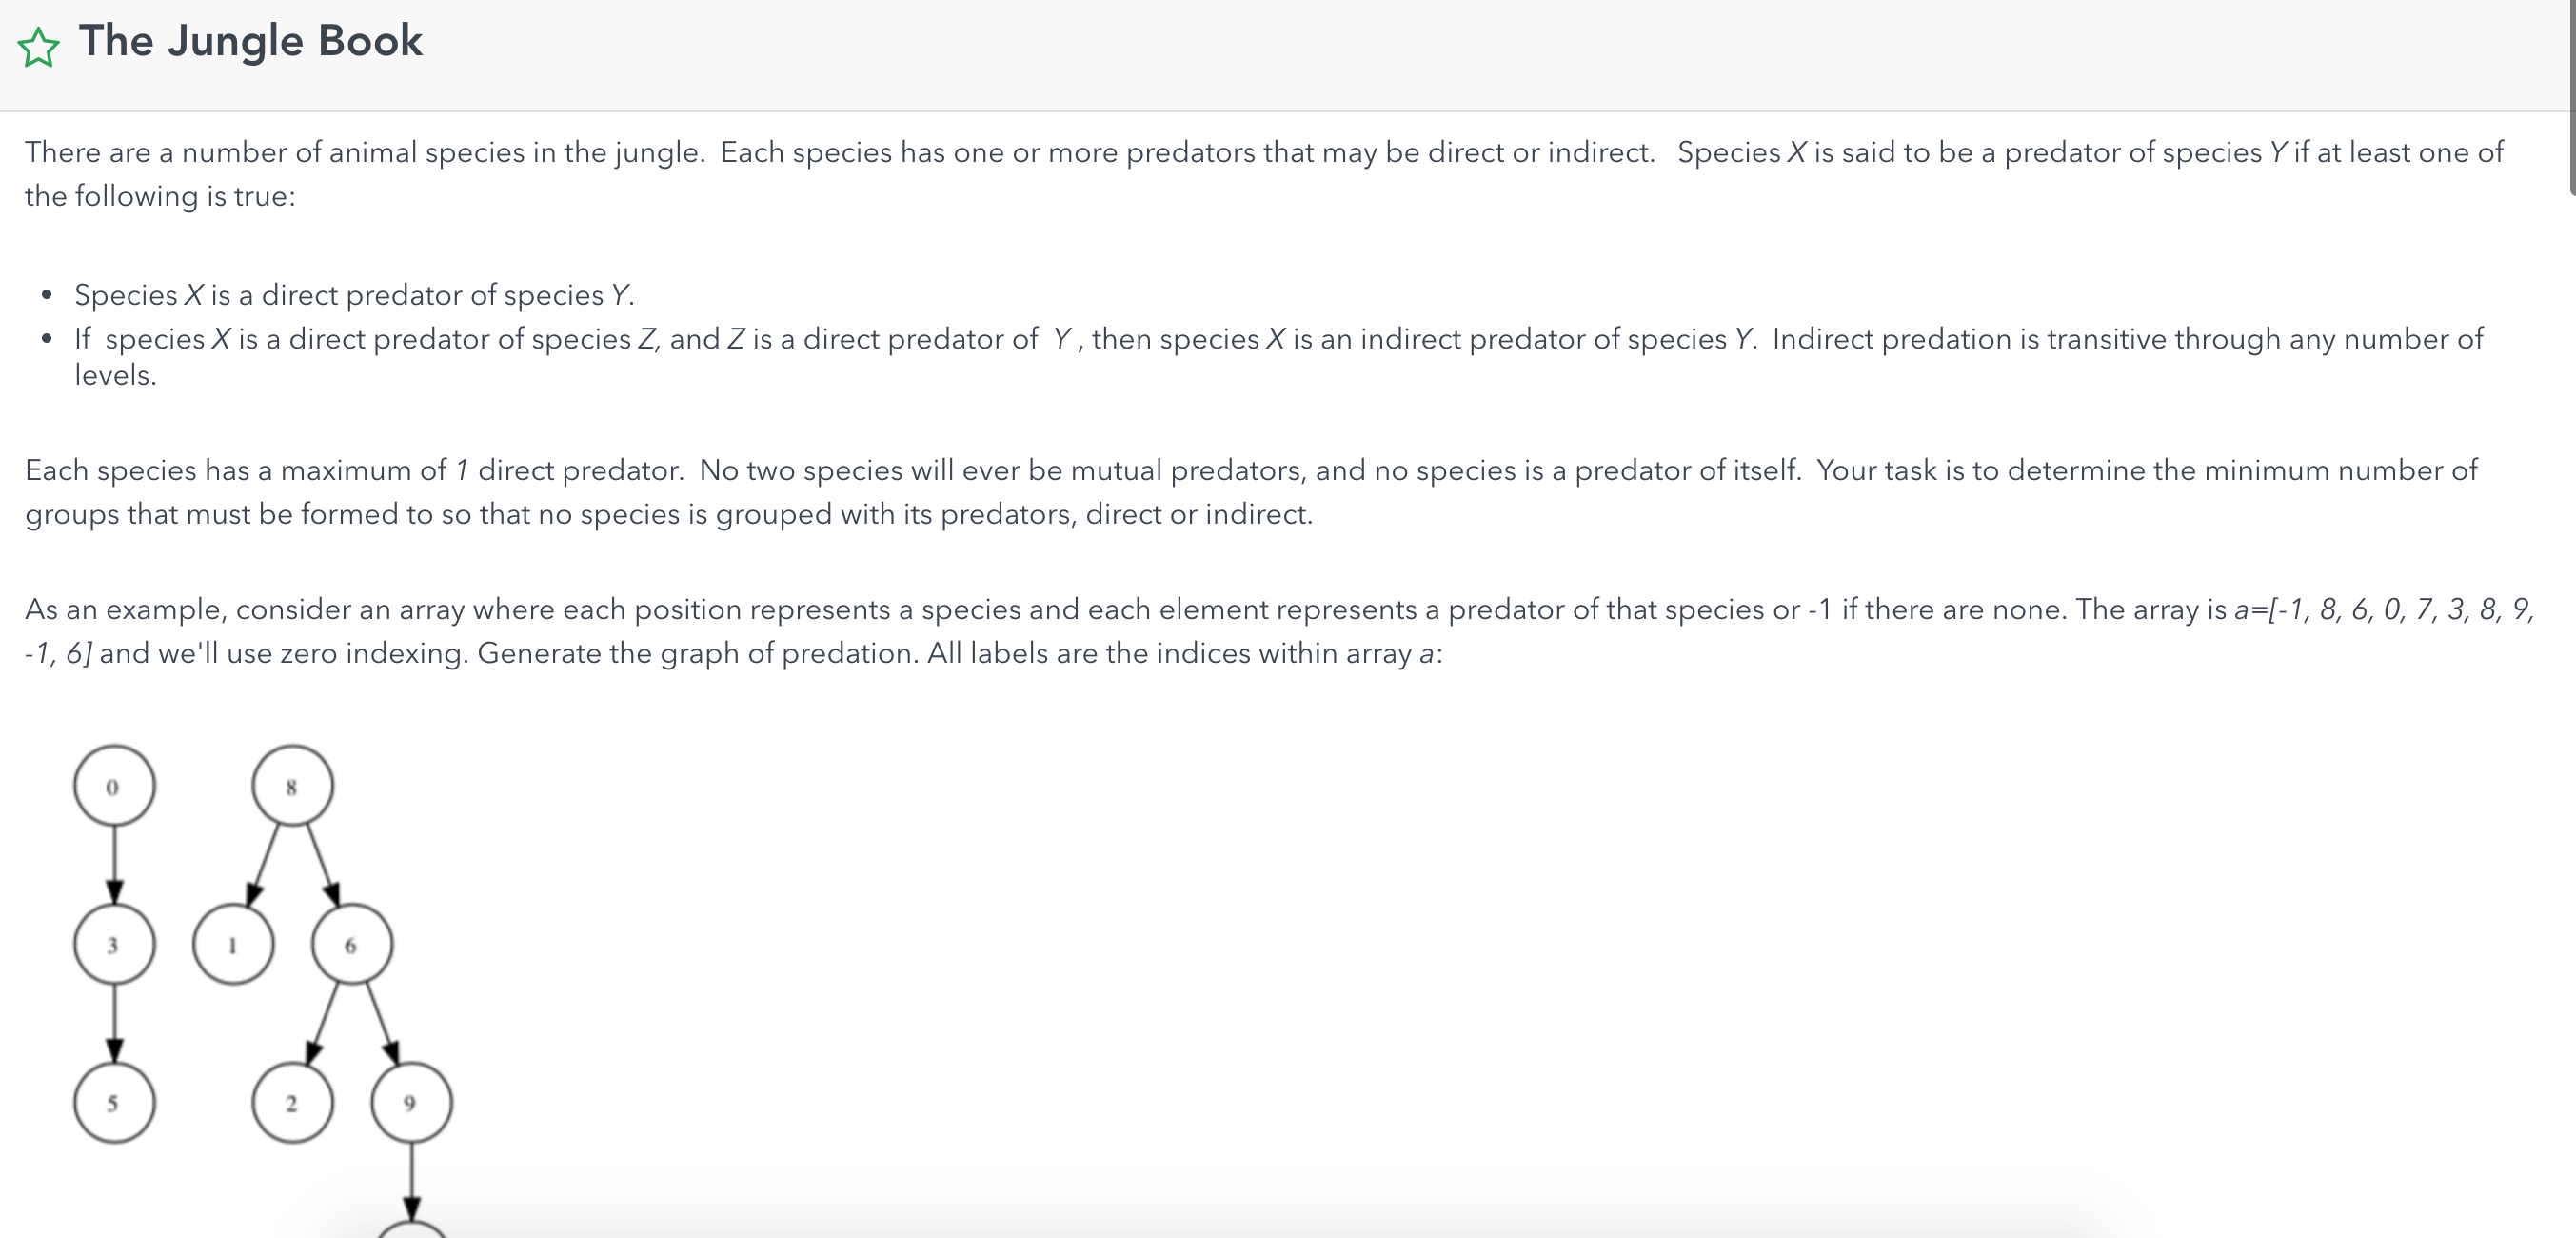 The Jungle Book
There are a number of animal species in the jungle.  Each species has one or more predators that may be direct or indirect.   Species X is said to be a predator of species Y if at least one of
the following is true:
• Species X is a direct predator of species Y.
• If  species X is a direct predator of species Z, and Z is a direct predator of  Y , then species X is an indirect predator of species Y.  Indirect predation is transitive through any number of
levels.
Each species has a maximum of 1 direct predator.  No two species will ever be mutual predators, and no species is a predator of itself.  Your task is to determine the minimum number of
groups that must be formed to so that no species is grouped with its predators, direct or indirect.
As an example, consider an array where each position represents a species and each element represents a predator of that species or -1 if there are none. The array is a=[-1, 8, 6, 0, 7, 3, 8, 9,
-1, 6] and we'll use zero indexing. Generate the graph of predation. All labels are the indices within array a:
0 8
3 1 6
5 2 9